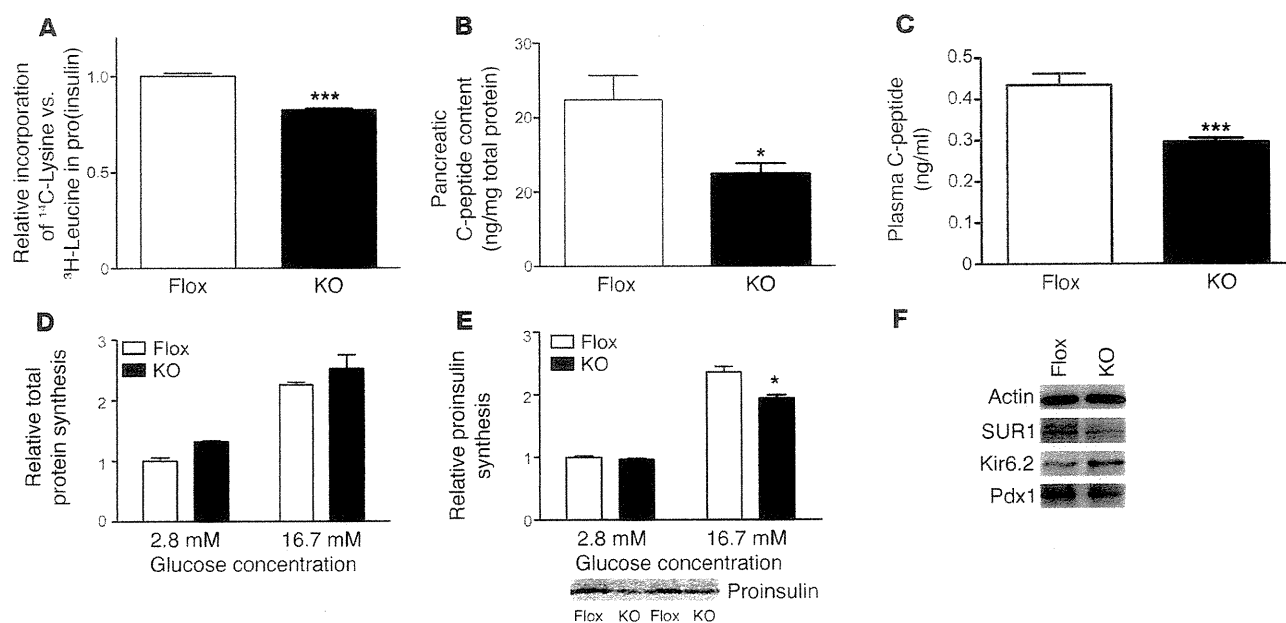 A
Relative incorporation
of ¹⁴C-Lysine vs.
³H-Leucine in pro(insulin)
1.0
0.5
0
***
Flox
KO
B
Pancreatic
C-peptide content
(ng/mg total protein)
30
20
20
0
*
Flox
KO
C
Plasma C-peptide
(ng/ml)
0.5
0.4
0.3
0.2
0.1
0
***
Flox
KO
D
Relative total
protein synthesis
3
2
1
0
Flox
KO
2.8 mM
16.7 mM
Glucose concentration
E
Relative proinsulin
synthesis
3
2
1
0
Flox
KO
*
2.8 mM
16.7 mM
Glucose concentration
Proinsulin
Flox KO Flox KO
F
Flox
KO
Actin
SUR1
Kir6.2
Pdx1